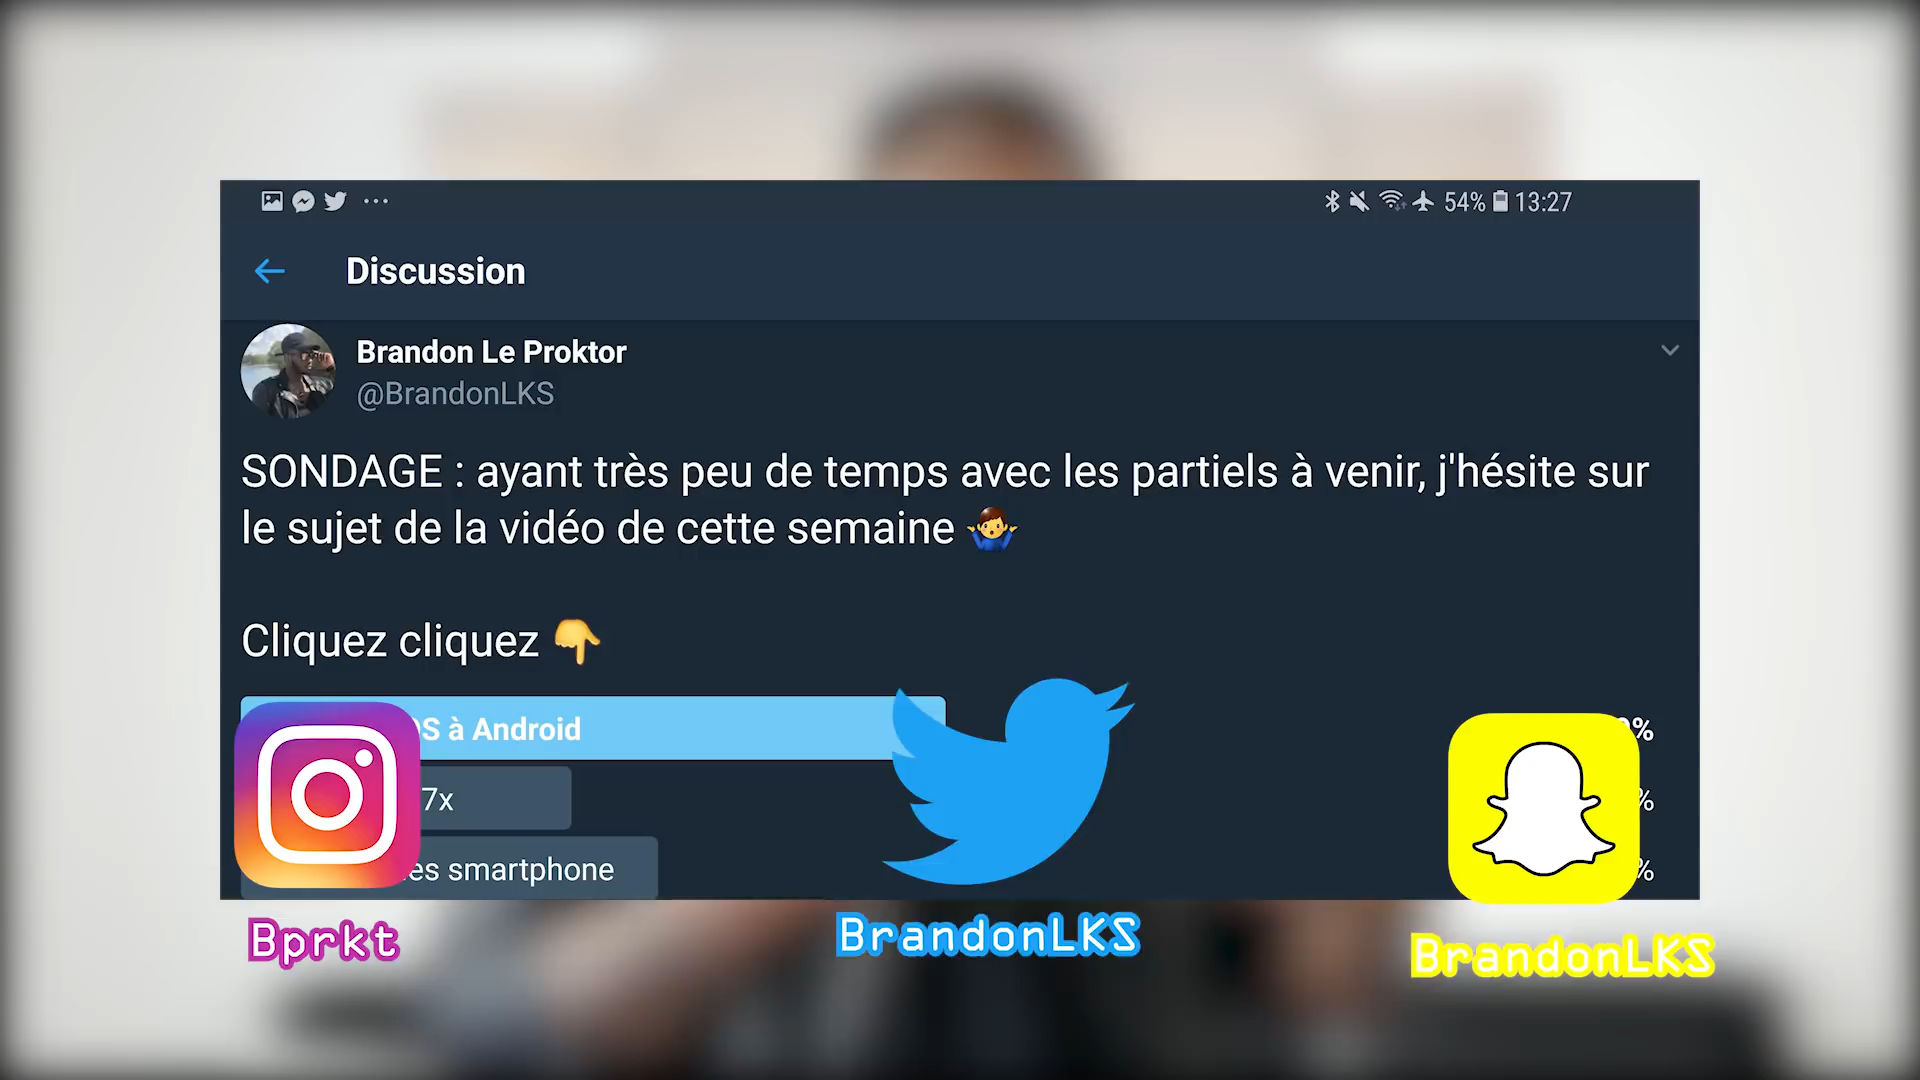 54% 13:27
Discussion
Brandon Le Proktor
@BrandonLKS
SONDAGE : ayant très peu de temps avec les partiels à venir, j'hésite sur
le sujet de la vidéo de cette semaine 🤷‍♂️
Cliquez cliquez 👇
à Android
7x
smartphone
Bprkt
BrandonLKS
BrandonLKS